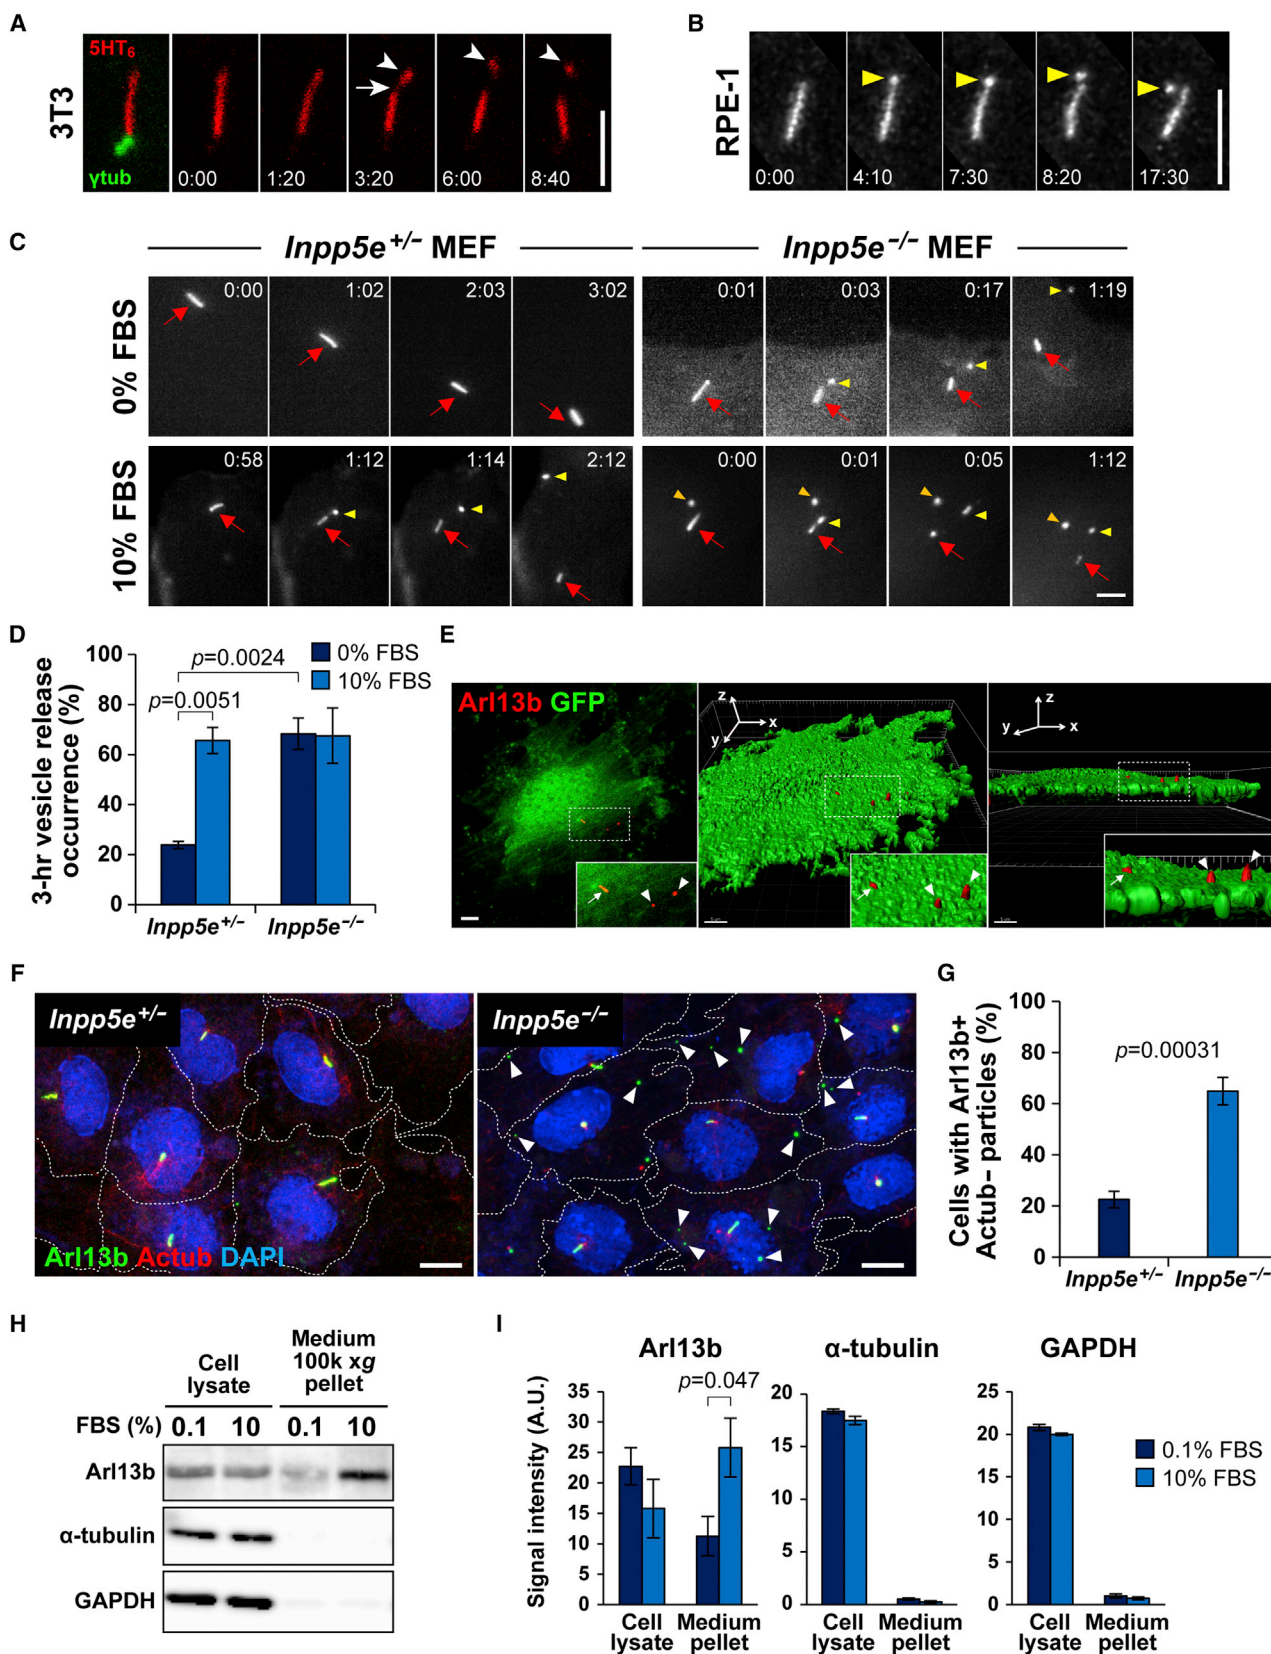 A
3T3
5HT6
γtub
0:00
1:20
3:20
6:00
8:40
B
RPE-1
0:00
4:10
7:30
8:20
17:30
C
Inpp5e+/– MEF
Inpp5e–/– MEF
0% FBS
0:00
1:02
2:03
3:02
0:01
0:03
0:17
1:19
10% FBS
0:58
1:12
1:14
2:12
0:00
0:01
0:05
1:12
D
3-hr vesicle release
occurrence (%)
100
80
60
40
20
0
p=0.0024
p=0.0051
0% FBS
10% FBS
Inpp5e+/–
Inpp5e–/–
E
Arl13b GFP
z
x
y
z
y
x
F
Inpp5e+/–
Inpp5e–/–
Arl13b Actub DAPI
G
Cells with Arl13b+
Actub– particles (%)
100
80
60
40
20
0
p=0.00031
Inpp5e+/–
Inpp5e–/–
H
Cell
lysate
Medium
100k xg
pellet
FBS (%)
0.1
10
0.1
10
Arl13b
α-tubulin
GAPDH
I
Signal intensity (A.U.)
Arl13b
35
30
25
20
15
10
5
0
p=0.047
Cell
lysate
Medium
pellet
α-tubulin
20
15
10
5
0
Cell
lysate
Medium
pellet
GAPDH
25
20
15
10
5
0
Cell
lysate
Medium
pellet
0.1% FBS
10% FBS